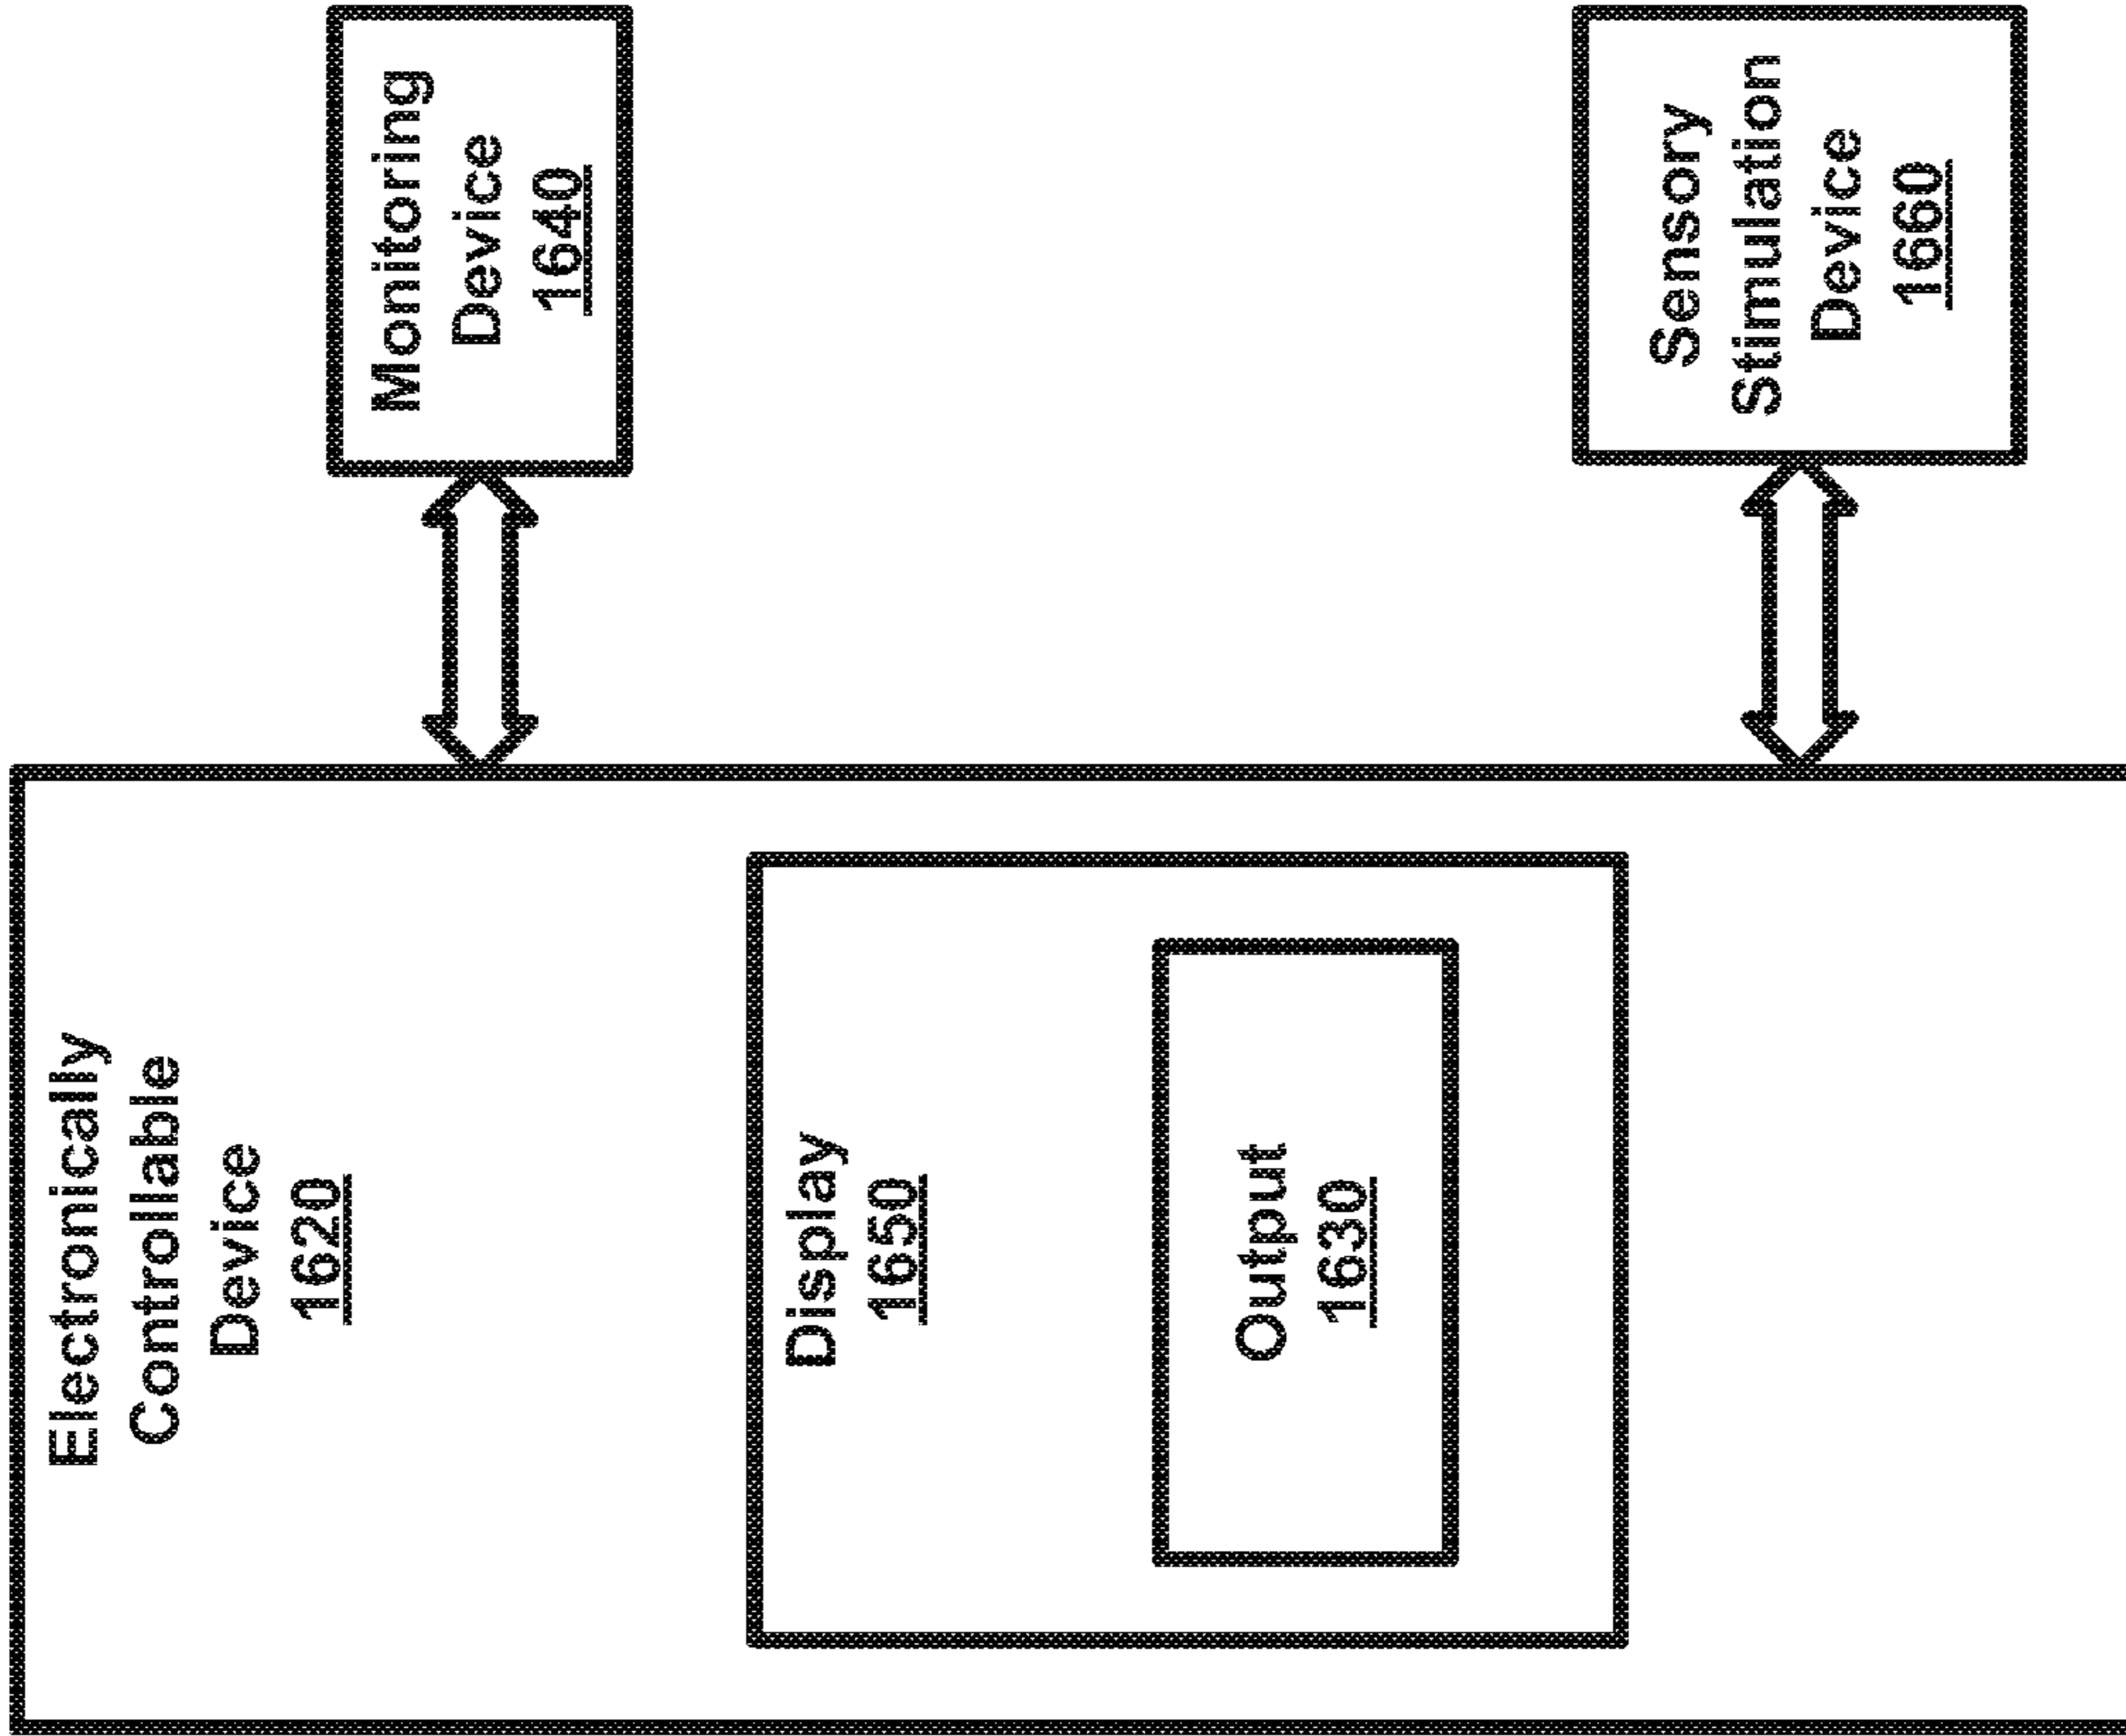 Electronically
Controllable
Device
1620
Display
1650
Output
1630
Monitoring
Device
1640
Sensory
Stimulation
Device
1660